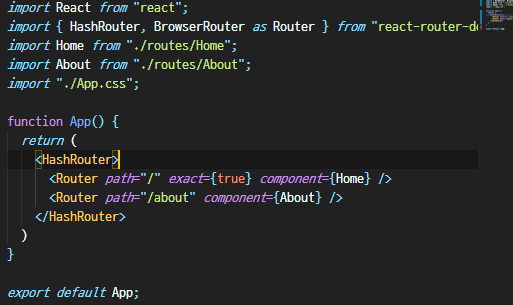 import React from "react";
import { HashRouter, BrowserRouter as Router } from "react-router-do
import Home from "./routes/Home";
import About from "./routes/About";
import "./App.css";
function App() {
return (
<HashRouter>
<Router path="/" exact={true} component={Home} />
<Router path="/about" component={About} />
</HashRouter>
)
}
export default App;